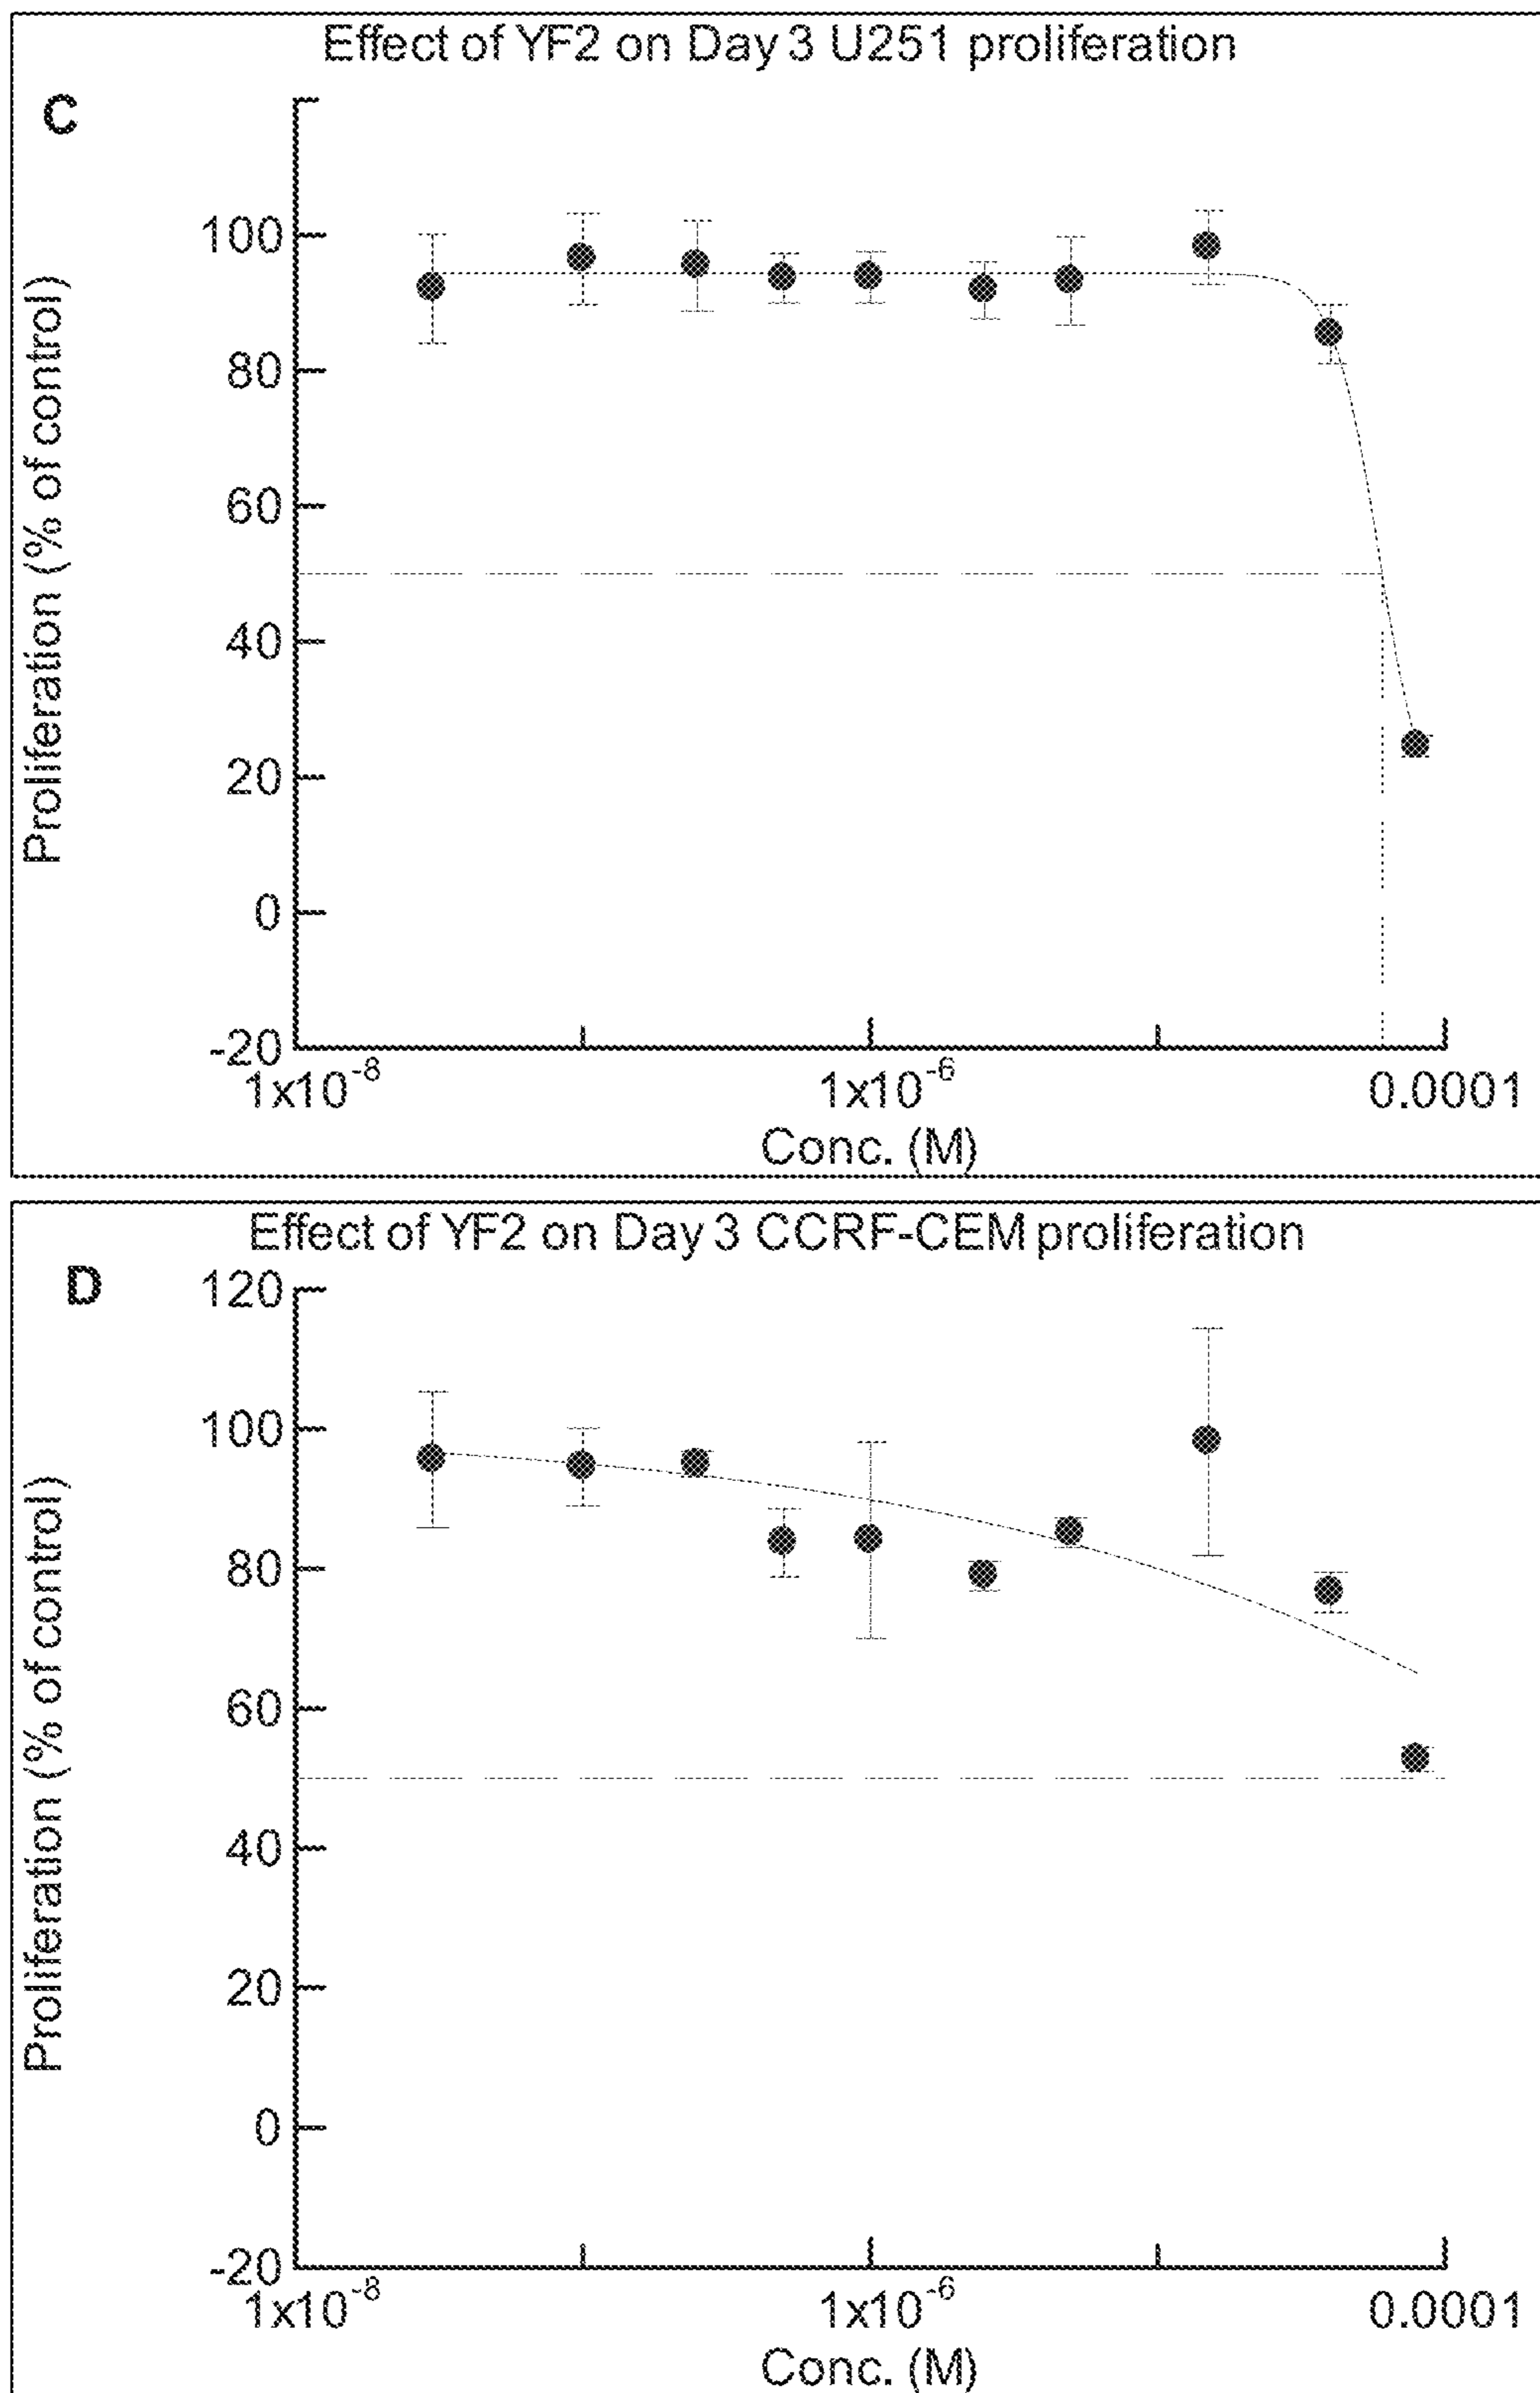 Effect of YF2 on Day 3 U251 proliferation
C
100
80
60
40
20
0
-20
Proliferation (% of control)
1x10⁻⁸ 1x10⁻⁶ 0.0001
Conc. (M)
Effect of YF2 on Day 3 CCRF-CEM proliferation
D
120
100
80
60
40
20
0
-20
Proliferation (% of control)
1x10⁻⁸ 1x10⁻⁶ 0.0001
Conc. (M)